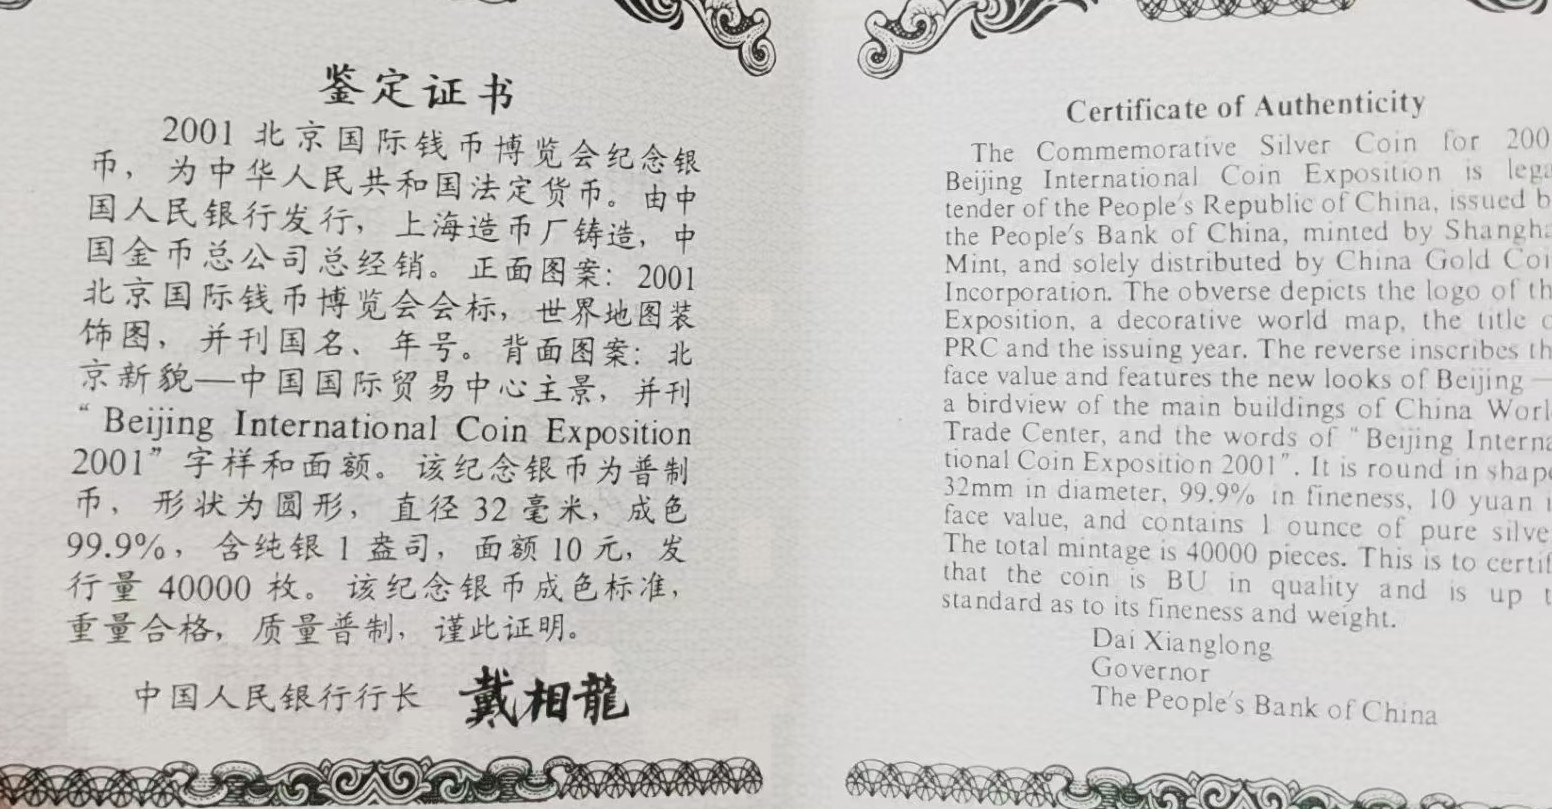 鉴定证书
2001 北京国际钱币博览会纪念银
币，为中华人民共和国法定货币。由中
国人民银行发行，上海造币厂铸造，中
国金币总公司总经销。正面图案：2001
北京国际钱币博览会会标，世界地图装
饰图，并刊国名、年号。背面图案：北
京新貌—中国国际贸易中心主景，并刊
“Beijing International Coin Exposition
2001”字样和面额。该纪念银币为普制
币，形状为圆形，直径 32 毫米，成色
99.9%，含纯银 1 盎司，面额 10 元，发
行量 40000 枚。该纪念银币成色标准，
重量合格，质量普制，谨此证明。
中国人民银行行长 戴相龍
Certificate of Authenticity
The Commemorative Silver Coin for 200
Beijing International Coin Exposition is lega
tender of the People's Republic of China, issued b
the People's Bank of China, minted by Shangha
Mint, and solely distributed by China Gold Coi
Incorporation. The obverse depicts the logo of th
Exposition, a decorative world map, the title o
PRC and the issuing year. The reverse inscribes th
face value and features the new looks of Beijing —
a birdview of the main buildings of China Worl
Trade Center, and the words of “Beijing Interna
tional Coin Exposition 2001”. It is round in shape
32mm in diameter, 99.9% in fineness, 10 yuan i
face value, and contains 1 ounce of pure silve
The total mintage is 40000 pieces. This is to certif
that the coin is BU in quality and is up t
standard as to its fineness and weight.
Dai Xianglong
Governor
The People's Bank of China